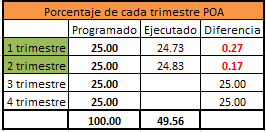 Porcentaje de cada trimestre POA
Programado Ejecutado Diferencia
1 trimestre 25.00 24.73 0.27
2 trimestre 25.00 24.83 0.17
3 trimestre 25.00 25.00
4 trimestre 25.00 25.00
100.00 49.56